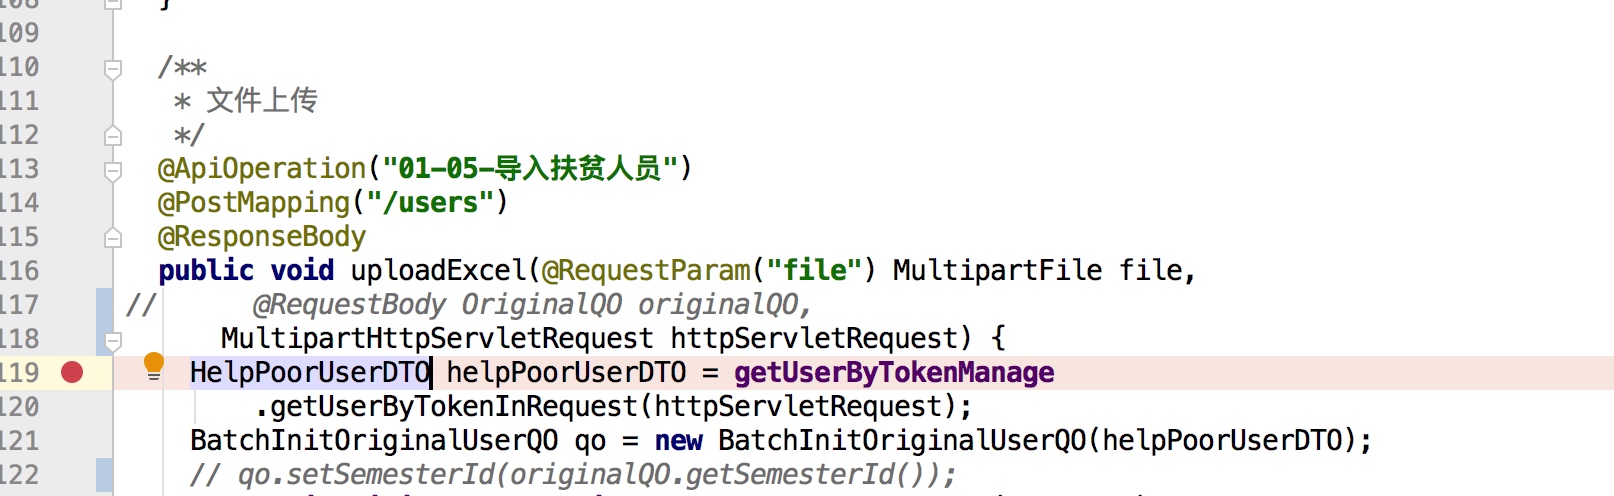 108 }
109
110 /**
111 * 文件上传
112 */
113 @ApiOperation("01-05-导入扶贫人员")
114 @PostMapping("/users")
115 @ResponseBody
116 public void uploadExcel(@RequestParam("file") MultipartFile file,
117 // @RequestBody OriginalQO originalQO,
118 MultipartHttpServletRequest httpServletRequest) {
119 HelpPoorUserDTO helpPoorUserDTO = getUserByTokenManage
120 .getUserByTokenInRequest(httpServletRequest);
121 BatchInitOriginalUserQO qo = new BatchInitOriginalUserQO(helpPoorUserDTO);
122 // qo.setSemesterId(originalQO.getSemesterId());